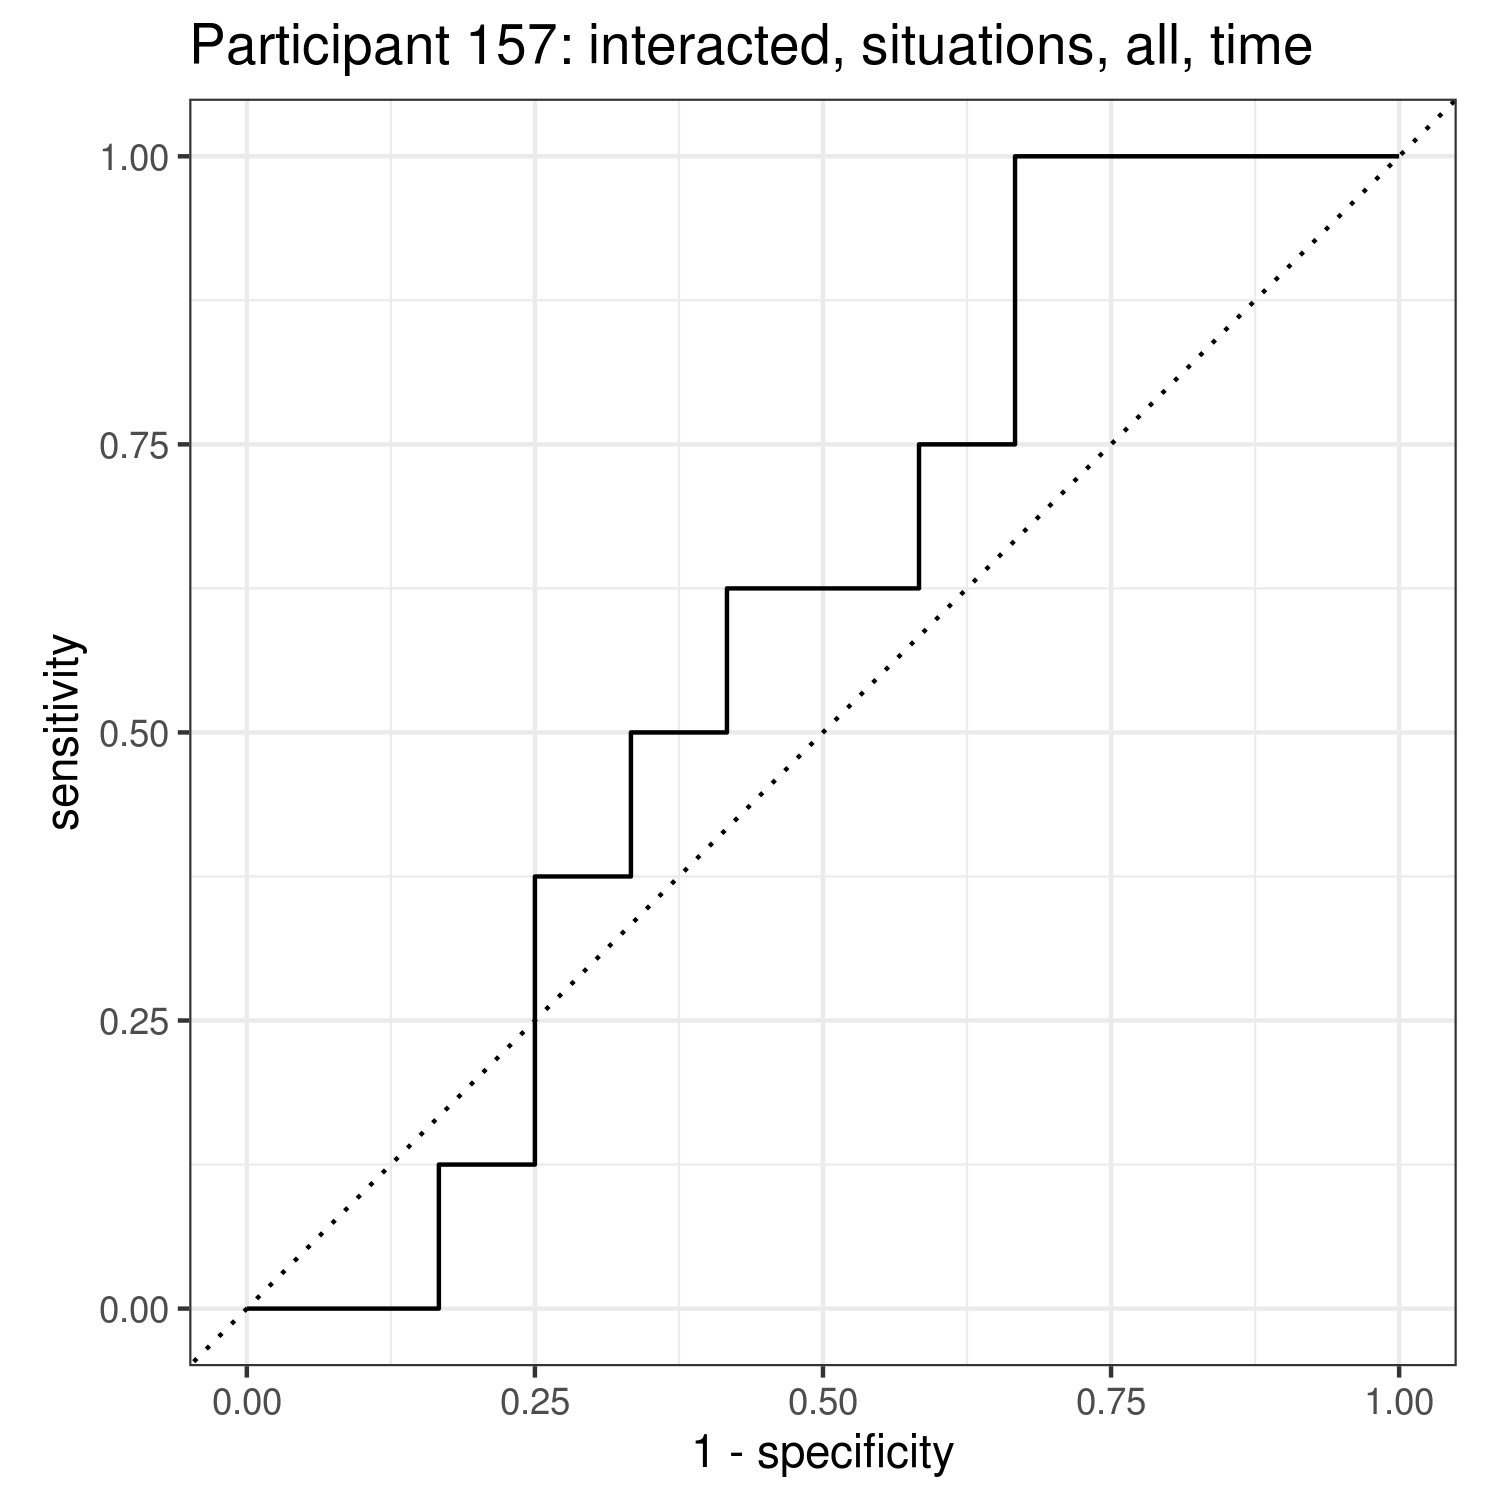 Participant 157: interacted, situations, all, time
1.00
0.75
0.50
0.25
0.00
sensitivity
0.00 0.25 0.50 0.75 1.00
1 - specificity